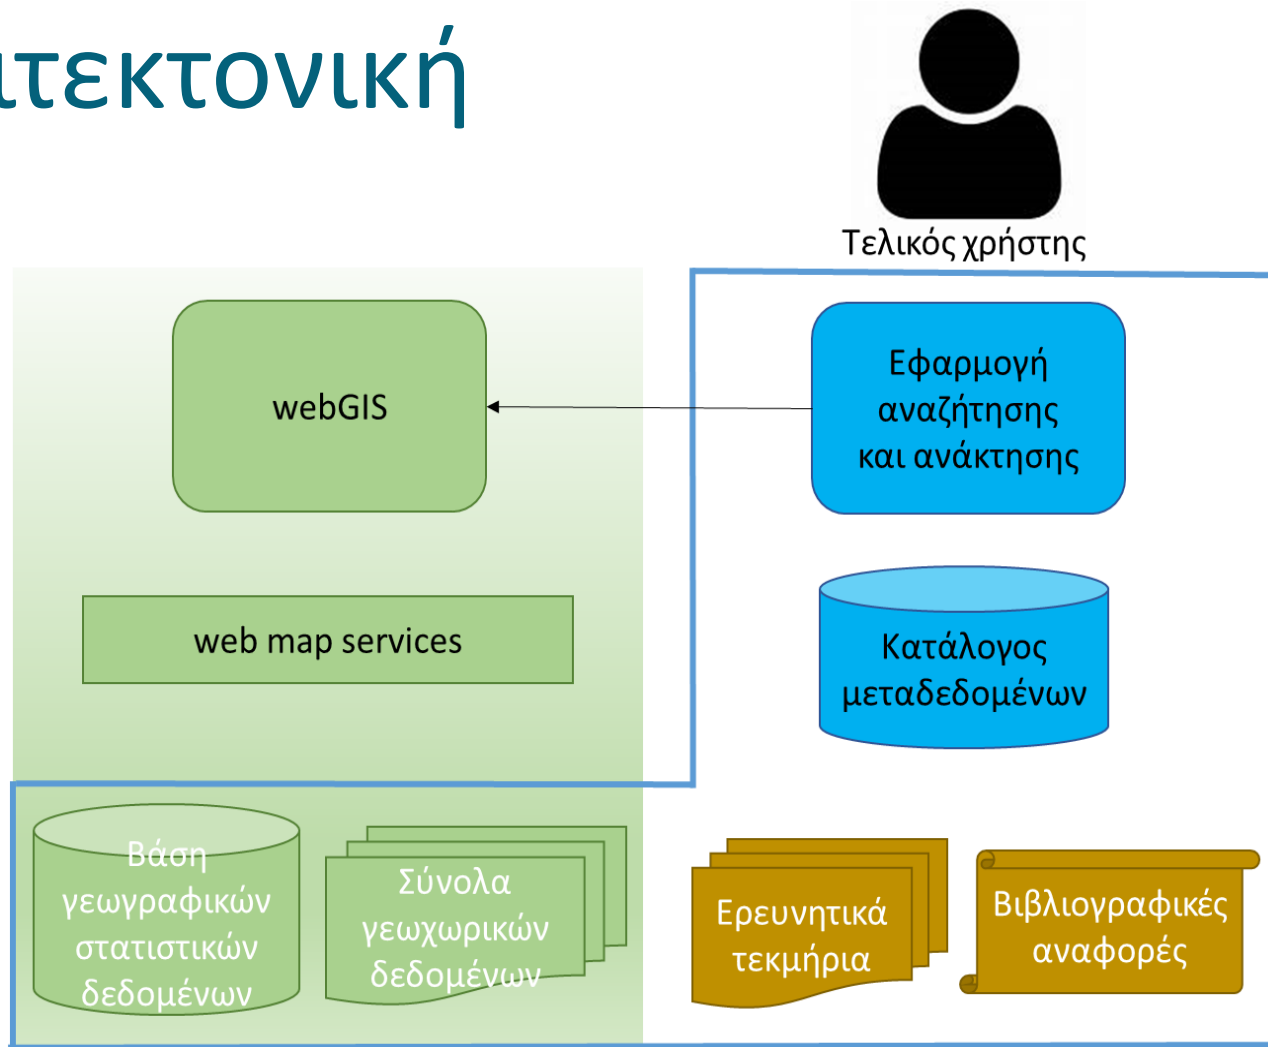 ιτεκτονική
Τελικός χρήστης
webGIS
Εφαρμογή
αναζήτησης
και ανάκτησης
web map services
Κατάλογος
μεταδεδομένων
Βάση
γεωγραφικών
στατιστικών
δεδομένων
Σύνολα
γεωχωρικών
δεδομένων
Ερευνητικά
τεκμήρια
Βιβλιογραφικές
αναφορές